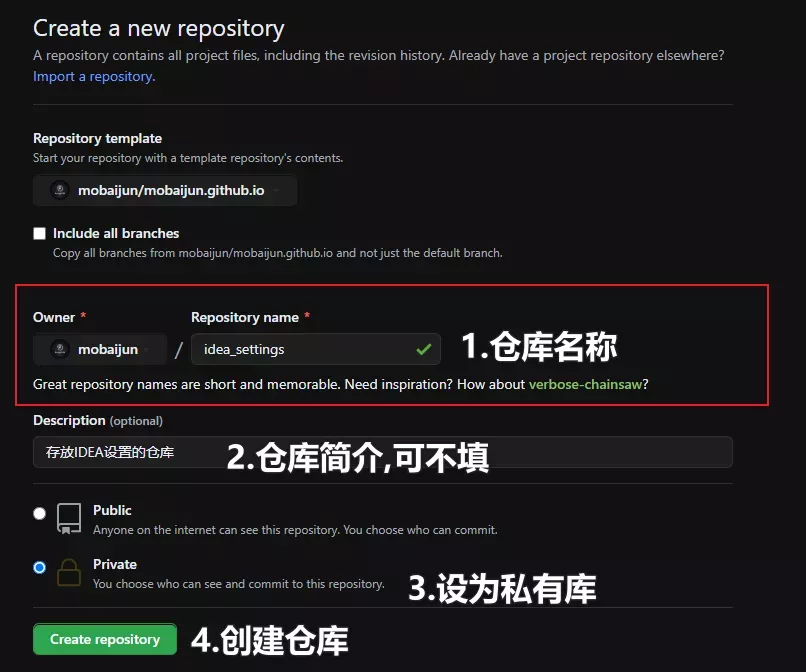 Create a new repository
A repository contains all project files, including the revision history. Already have a project repository elsewhere?
Import a repository.
Repository template
Start your repository with a template repository's contents.
mobaijun/mobaijun.github.io
Include all branches
Copy all branches from mobaijun/mobaijun.github.io and not just the default branch.
Owner * Repository name *
mobaijun / idea_settings 1.仓库名称
Great repository names are short and memorable. Need inspiration? How about verbose-chainsaw?
Description (optional)
存放IDEA设置的仓库 2.仓库简介,可不填
Public
Anyone on the internet can see this repository. You choose who can commit.
Private
You choose who can see and commit to this repository. 3.设为私有库
Create repository 4.创建仓库